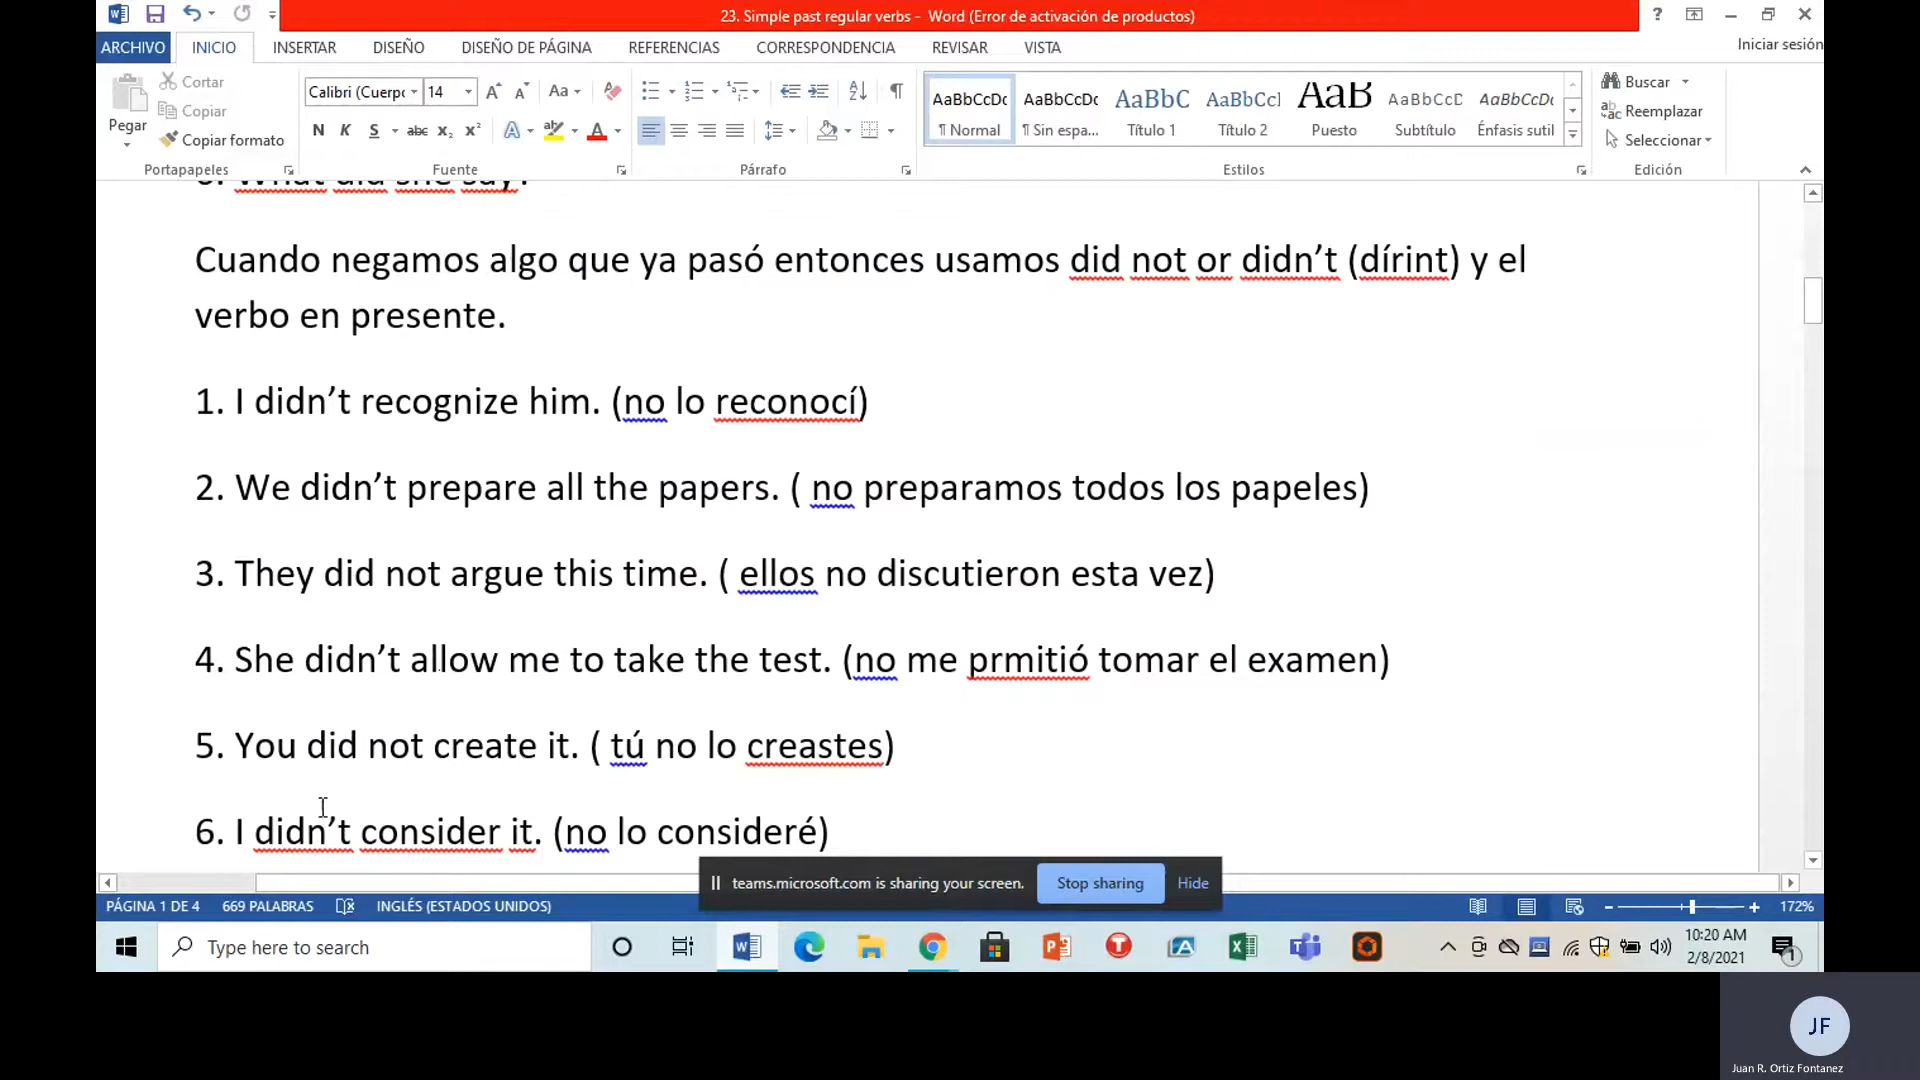 23. Simple past regular verbs - Word (Error de activación de productos)
ARCHIVO INICIO INSERTAR DISEÑO DISEÑO DE PÁGINA REFERENCIAS CORRESPONDENCIA REVISAR VISTA Iniciar sesión
Pegar
Cortar
Copiar
Copiar formato
Portapapeles
Calibri (Cuerpo 14
N K S abc x₂ x²
Fuente
Párrafo
AaBbCcDc AaBbCcDc AaBbC AaBbCcI AaB AaBbCcD AaBbCcDc
¶ Normal ¶ Sin espa... Título 1 Título 2 Puesto Subtítulo Énfasis sutil
Estilos
Buscar
Reemplazar
Seleccionar
Edición
6. What did she say?
Cuando negamos algo que ya pasó entonces usamos did not or didn’t (dírint) y el
verbo en presente.
1. I didn’t recognize him. (no lo reconocí)
2. We didn’t prepare all the papers. ( no preparamos todos los papeles)
3. They did not argue this time. ( ellos no discutieron esta vez)
4. She didn’t allow me to take the test. (no me prmitió tomar el examen)
5. You did not create it. ( tú no lo creastes)
6. I didn’t consider it. (no lo consideré)
teams.microsoft.com is sharing your screen. Stop sharing Hide
PÁGINA 1 DE 4 669 PALABRAS INGLÉS (ESTADOS UNIDOS) 172%
Type here to search
10:20 AM
2/8/2021
JF
Juan R. Ortiz Fontanez